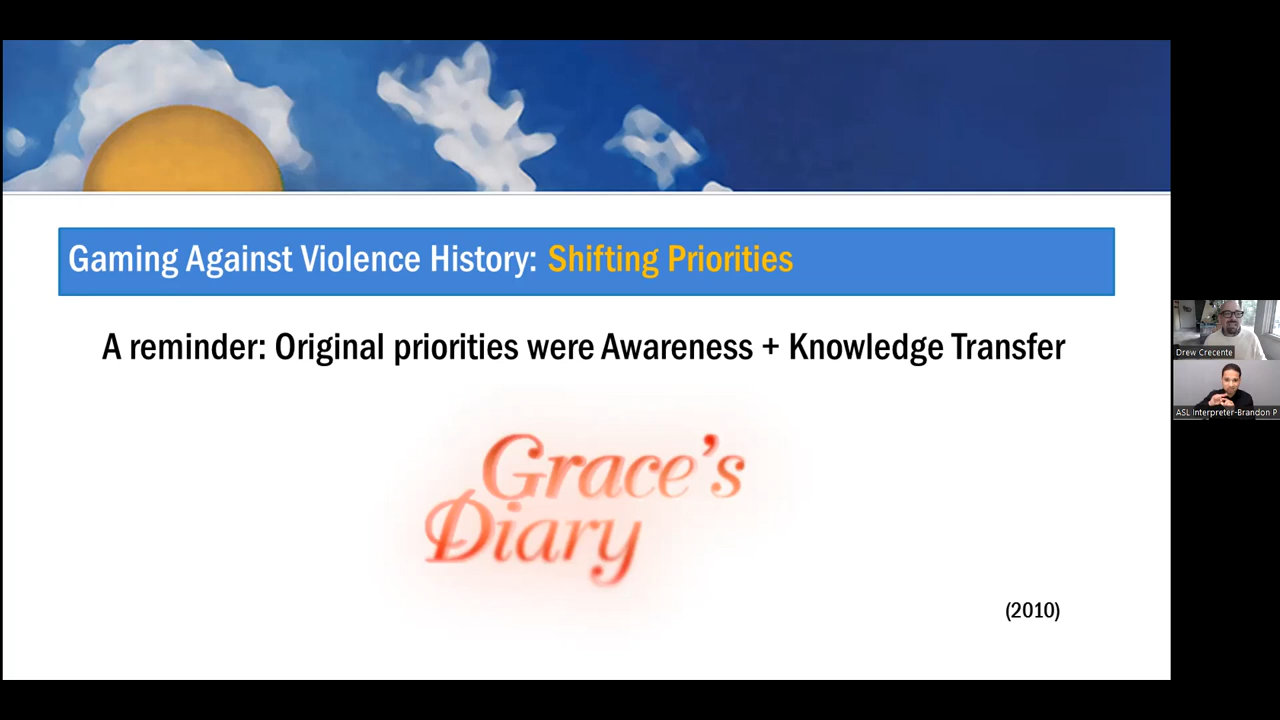 Gaming Against Violence History: Shifting Priorities
A reminder: Original priorities were Awareness + Knowledge Transfer
Grace's
Diary
(2010)
Drew Crecente
ASL Interpreter-Brandon P